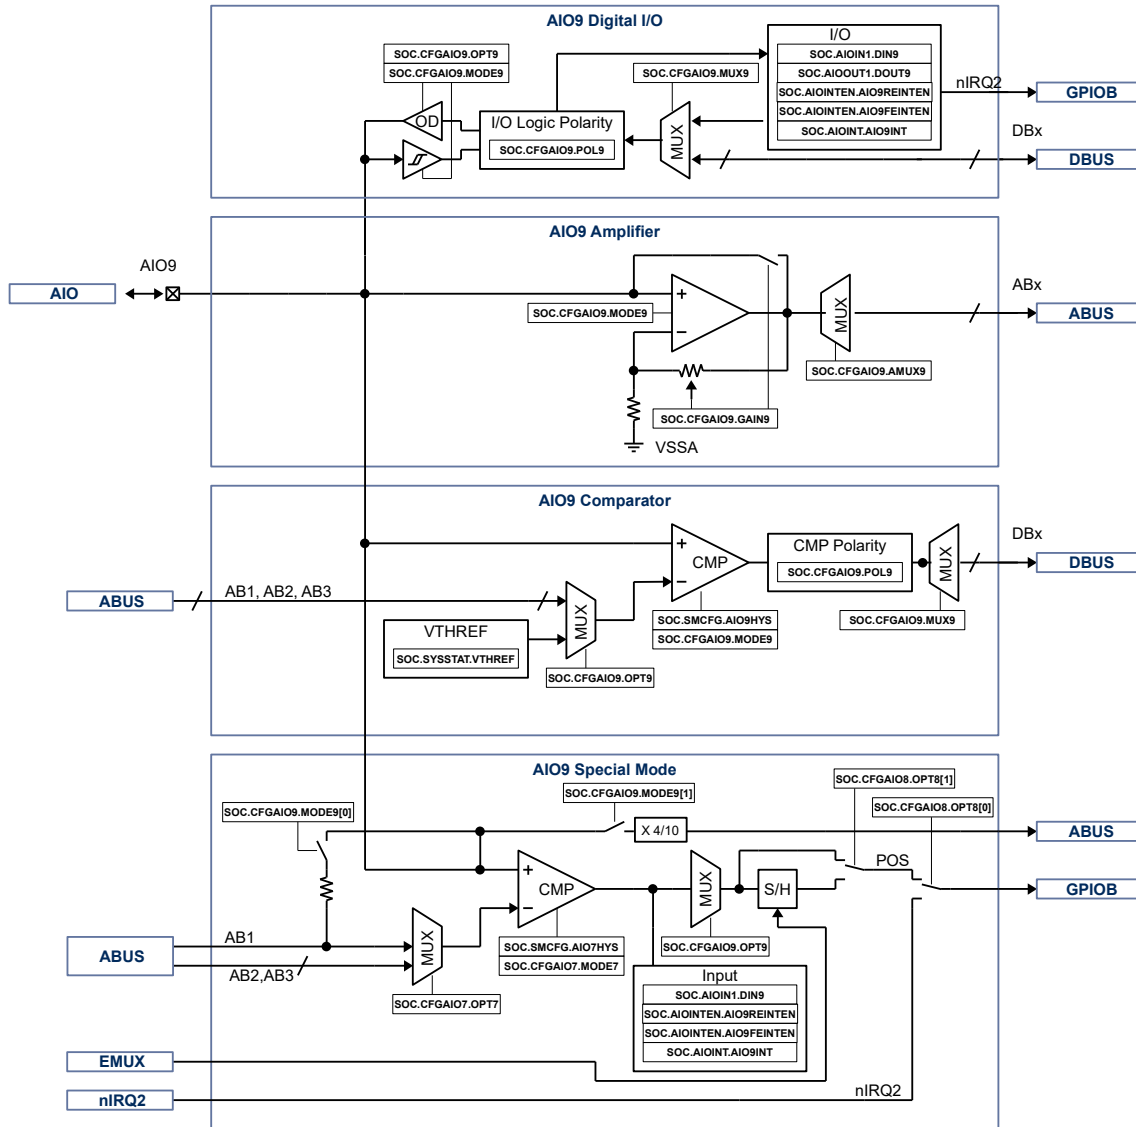 AIO9 Digital I/O
SOC.CFGAIO9.OPT9
SOC.CFGAIO9.MODE9
OD
I/O Logic Polarity
SOC.CFGAIO9.POL9
SOC.CFGAIO9.MUX9
MUX
I/O
SOC.AIOIN1.DIN9
SOC.AIOOUT1.DOUT9
SOC.AIOINTEN.AIO9REINTEN
SOC.AIOINTEN.AIO9FEINTEN
SOC.AIOINT.AIO9INT
nIRQ2
GPIOB
DBx
DBUS
AIO9 Amplifier
AIO9
AIO
SOC.CFGAIO9.MODE9
+
−
MUX
ABx
ABUS
SOC.CFGAIO9.AMUX9
SOC.CFGAIO9.GAIN9
VSSA
AIO9 Comparator
ABUS
AB1, AB2, AB3
VTHREF
SOC.SYSSTAT.VTHREF
MUX
SOC.CFGAIO9.OPT9
+
CMP
−
SOC.SMCFG.AIO9HYS
SOC.CFGAIO9.MODE9
CMP Polarity
SOC.CFGAIO9.POL9
MUX
SOC.CFGAIO9.MUX9
DBx
DBUS
AIO9 Special Mode
SOC.CFGAIO9.MODE9[0]
SOC.CFGAIO9.MODE9[1]
SOC.CFGAIO8.OPT8[1]
SOC.CFGAIO8.OPT8[0]
X 4/10
ABUS
+
CMP
−
SOC.SMCFG.AIO7HYS
SOC.CFGAIO7.MODE7
MUX
SOC.CFGAIO9.OPT9
S/H
POS
GPIOB
ABUS
AB1
AB2,AB3
MUX
SOC.CFGAIO7.OPT7
Input
SOC.AIOIN1.DIN9
SOC.AIOINTEN.AIO9REINTEN
SOC.AIOINTEN.AIO9FEINTEN
SOC.AIOINT.AIO9INT
EMUX
nIRQ2
nIRQ2